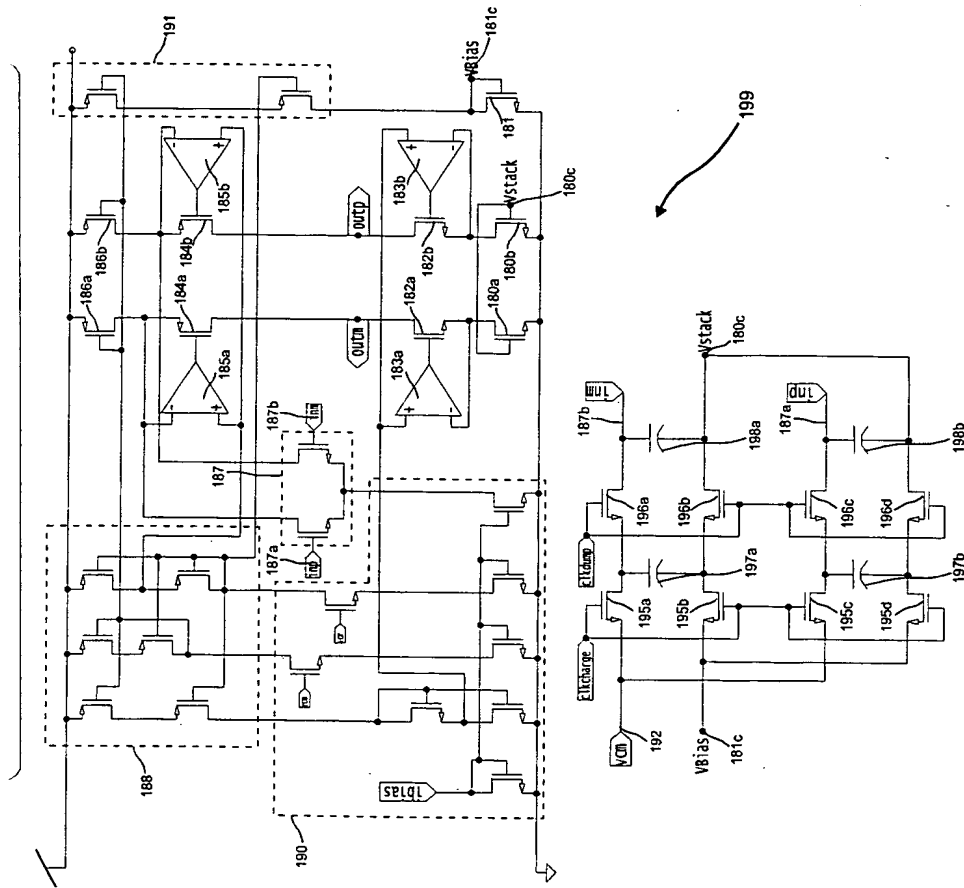 191
VBias
181c
181
185b
183b
Vstack
180c
186b
184b
outp
182b
180b
186a
184a
outm
182a
180a
185a
183a
187b
inm
187
187a
inp
188
vcm
ibias
190
199
clkcharge
clkdump
VCM
192
VBias
181c
195a
195b
195c
195d
196a
196b
196c
196d
197a
197b
187b
inm
198a
Vstack
180c
187a
inp
198b
+
-
+
-
+
-
+
-